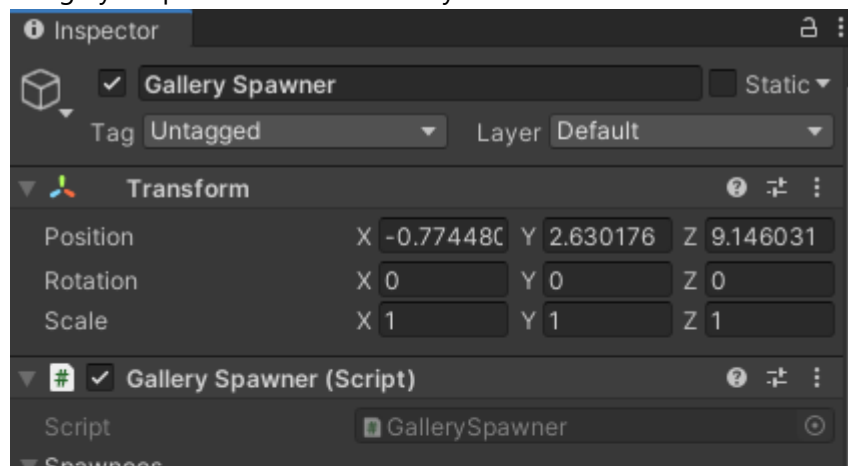 Inspector
Gallery Spawner Static
Tag Untagged Layer Default
Transform
Position X -0.774480 Y 2.630176 Z 9.146031
Rotation X 0 Y 0 Z 0
Scale X 1 Y 1 Z 1
# Gallery Spawner (Script)
Script GallerySpawner